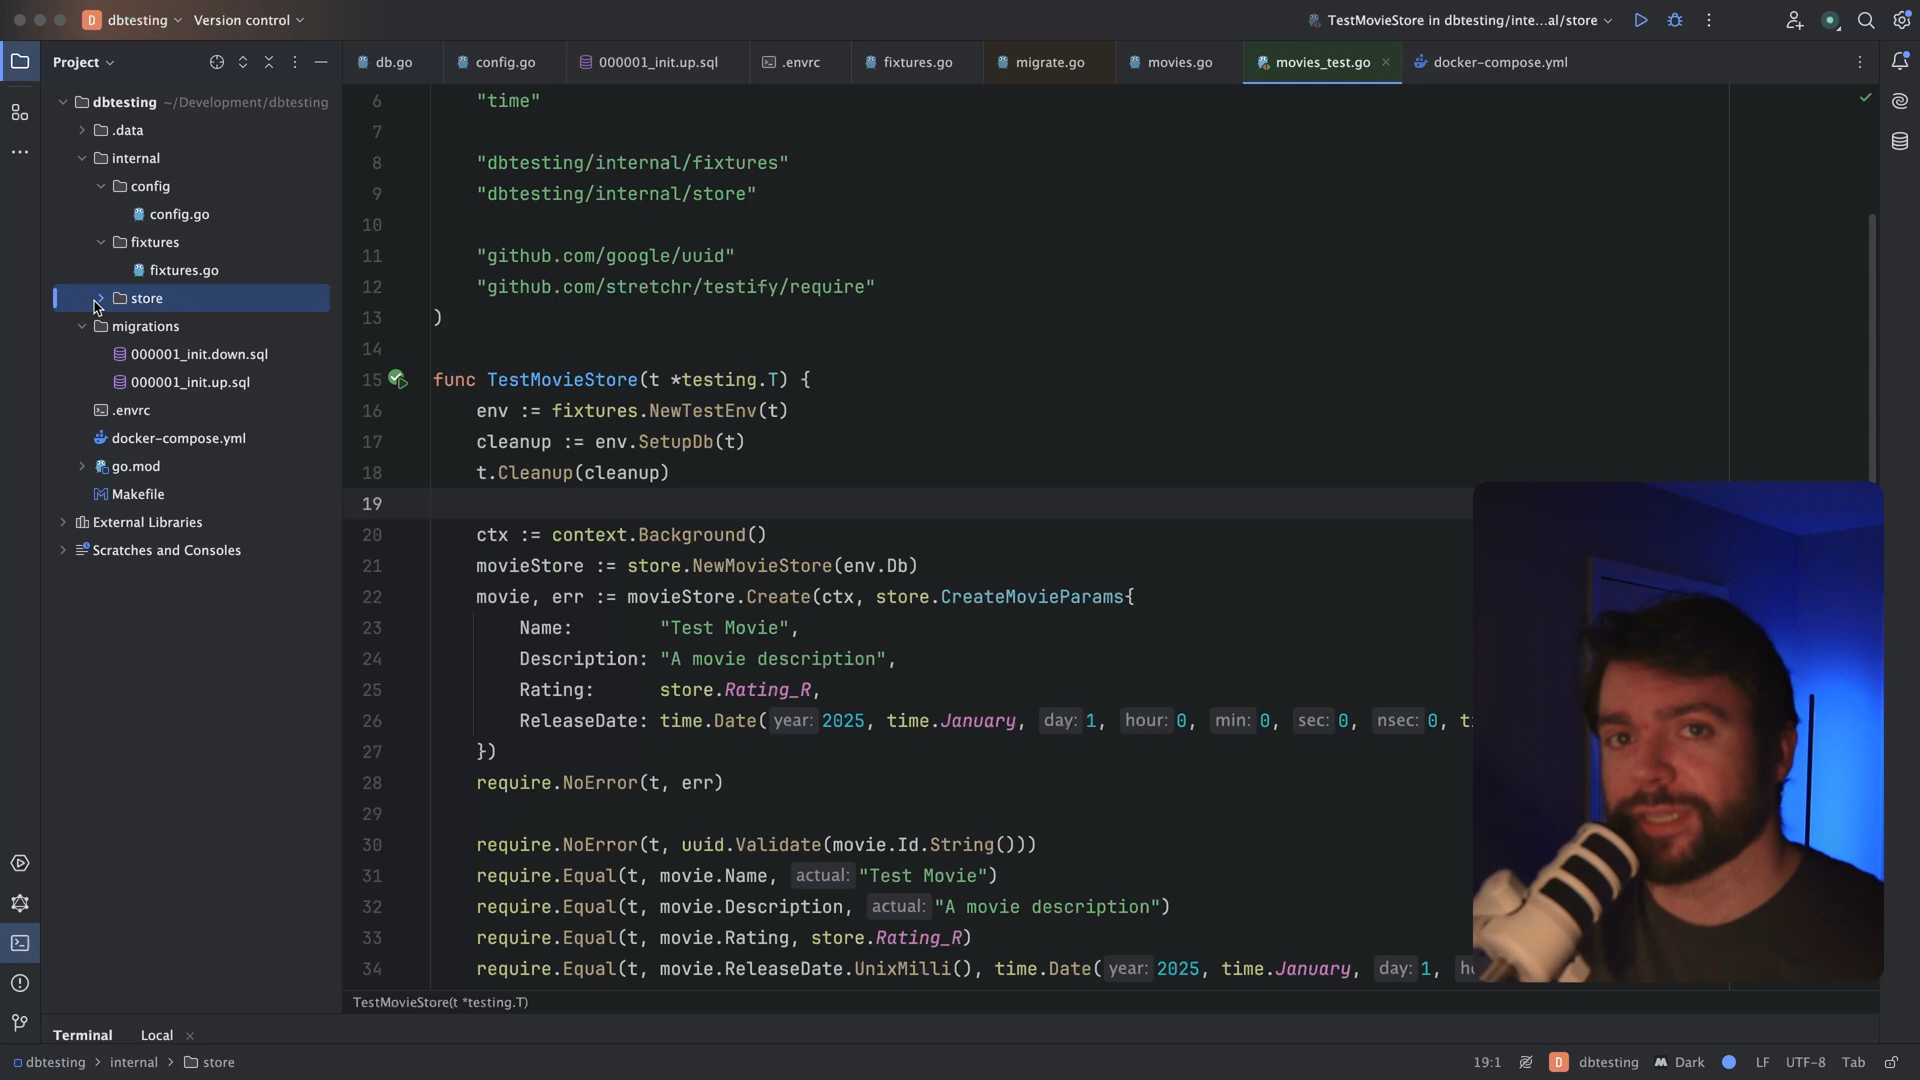 D dbtesting Version control TestMovieStore in dbtesting/inte...al/store
Project db.go config.go 000001_init.up.sql .envrc fixtures.go migrate.go movies.go movies_test.go docker-compose.yml
dbtesting ~/Development/dbtesting
.data
internal
config
config.go
fixtures
fixtures.go
store
migrations
000001_init.down.sql
000001_init.up.sql
.envrc
docker-compose.yml
go.mod
Makefile
External Libraries
Scratches and Consoles
6 "time"
7
8 "dbtesting/internal/fixtures"
9 "dbtesting/internal/store"
10
11 "github.com/google/uuid"
12 "github.com/stretchr/testify/require"
13 )
14
15 func TestMovieStore(t *testing.T) {
16 env := fixtures.NewTestEnv(t)
17 cleanup := env.SetupDb(t)
18 t.Cleanup(cleanup)
19
20 ctx := context.Background()
21 movieStore := store.NewMovieStore(env.Db)
22 movie, err := movieStore.Create(ctx, store.CreateMovieParams{
23 Name: "Test Movie",
24 Description: "A movie description",
25 Rating: store.Rating_R,
26 ReleaseDate: time.Date( year: 2025, time.January, day: 1, hour: 0, min: 0, sec: 0, nsec: 0, ti
27 })
28 require.NoError(t, err)
29
30 require.NoError(t, uuid.Validate(movie.Id.String()))
31 require.Equal(t, movie.Name, actual: "Test Movie")
32 require.Equal(t, movie.Description, actual: "A movie description")
33 require.Equal(t, movie.Rating, store.Rating_R)
34 require.Equal(t, movie.ReleaseDate.UnixMilli(), time.Date( year: 2025, time.January, day: 1, ho
TestMovieStore(t *testing.T)
Terminal Local
dbtesting > internal > store 19:1 D dbtesting Dark LF UTF-8 Tab